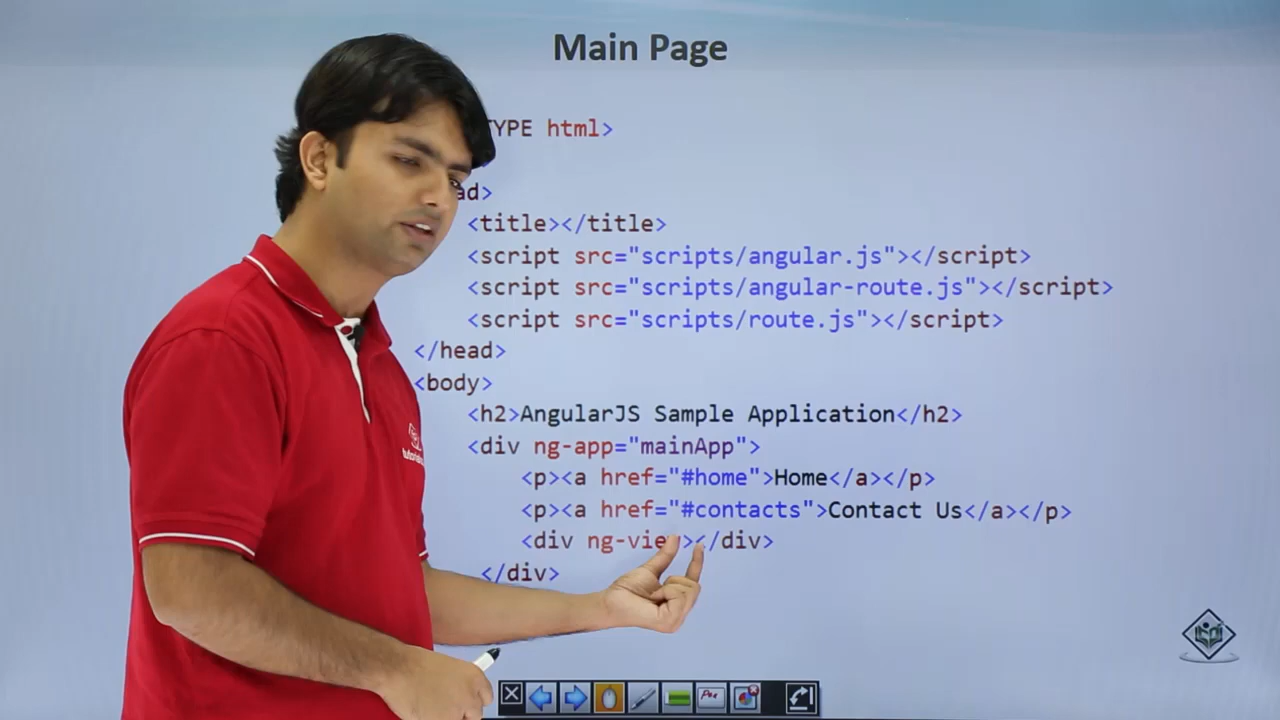 Main Page
TYPE html>
ad>
<title></title>
<script src="scripts/angular.js"></script>
<script src="scripts/angular-route.js"></script>
<script src="scripts/route.js"></script>
</head>
<body>
<h2>AngularJS Sample Application</h2>
<div ng-app="mainApp">
<p><a href="#home">Home</a></p>
<p><a href="#contacts">Contact Us</a></p>
<div ng-view></div>
</div>